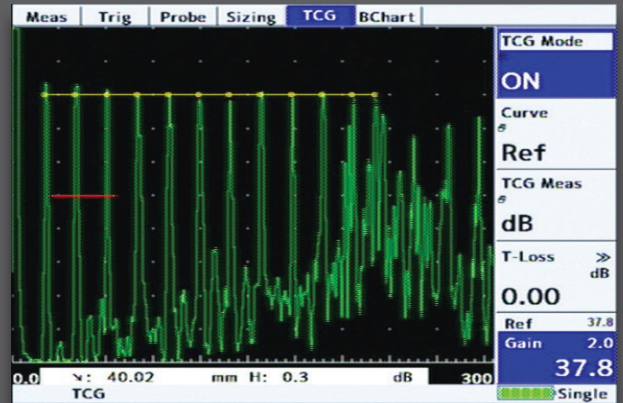 Meas Trig Probe Sizing TCG BChart
TCG Mode
ON
Curve
Ref
TCG Meas
dB
T-Loss
dB
0.00
Ref 37.8
Gain 2.0
37.8
0.0 : 40.02 mm H: 0.3 dB 300
TCG Single